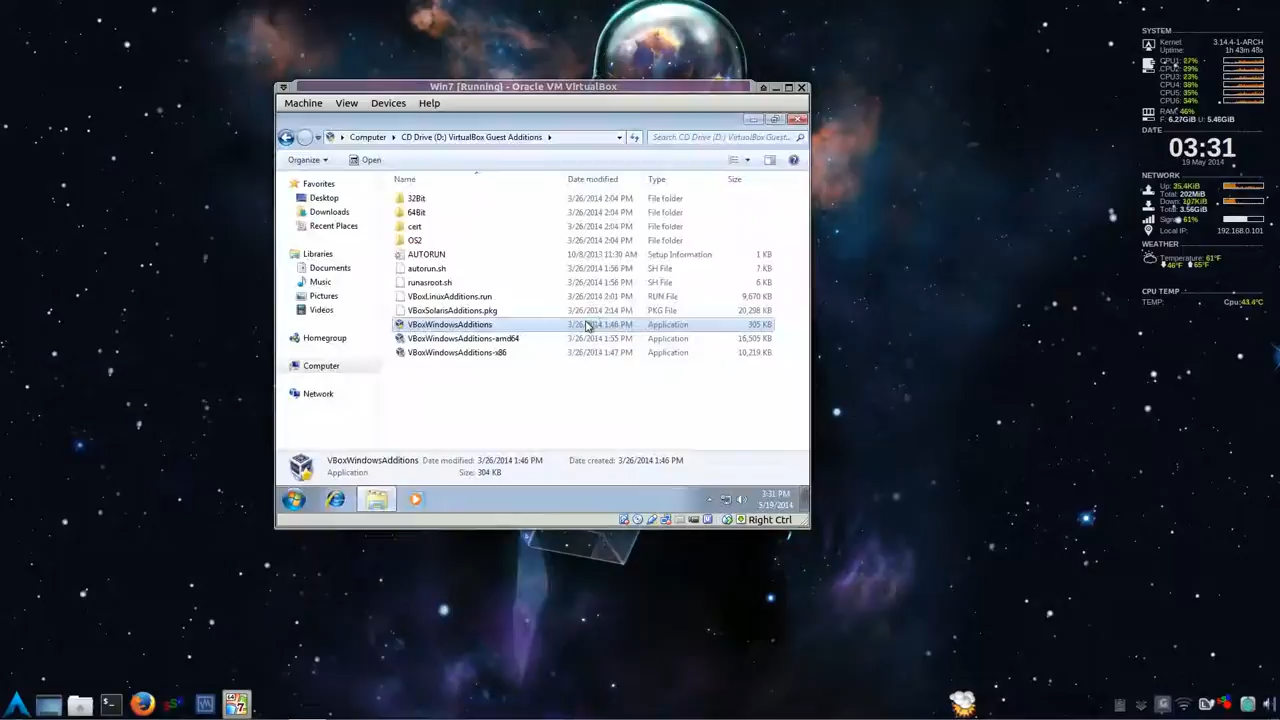 Win7 [Running] - Oracle VM VirtualBox
Machine View Devices Help
Computer CD Drive (D:) VirtualBox Guest Additions Search CD Drive (D:) VirtualBox Guest...
Organize Open
Name Date modified Type Size
Favorites
Desktop
Downloads
Recent Places
Libraries
Documents
Music
Pictures
Videos
Homegroup
Computer
Network
32Bit 3/26/2014 2:04 PM File folder
64Bit 3/26/2014 2:04 PM File folder
cert 3/26/2014 2:04 PM File folder
OS2 3/26/2014 2:04 PM File folder
AUTORUN 10/8/2013 11:30 AM Setup Information 1 KB
autorun.sh 3/26/2014 1:56 PM SH File 7 KB
runasroot.sh 3/26/2014 1:56 PM SH File 6 KB
VBoxLinuxAdditions.run 3/26/2014 2:01 PM RUN File 9,670 KB
VBoxSolarisAdditions.pkg 3/26/2014 2:14 PM PKG File 20,298 KB
VBoxWindowsAdditions 3/26/2014 1:46 PM Application 305 KB
VBoxWindowsAdditions-amd64 3/26/2014 1:55 PM Application 16,505 KB
VBoxWindowsAdditions-x86 3/26/2014 1:47 PM Application 10,219 KB
VBoxWindowsAdditions Date modified: 3/26/2014 1:46 PM Date created: 3/26/2014 1:46 PM
Application Size: 304 KB
3:31 PM
5/19/2014
Right Ctrl
SYSTEM
Kernel: 3.14.4-1-ARCH
Uptime: 1h 43m 48s
CPU1: 27%
CPU2: 29%
CPU3: 23%
CPU4: 38%
CPU5: 35%
CPU6: 34%
RAM: 46%
F: 6.27GiB U: 5.46GiB
DATE
03:31
19 May 2014
NETWORK
Up: 35.4KiB
Total: 202MiB
Down: 107KiB
Total: 3.56GiB
Signal: 61%
Local IP: 192.168.0.101
WEATHER
Temperature: 61°F
46°F 65°F
CPU TEMP
TEMP: Cpu:43.4°C